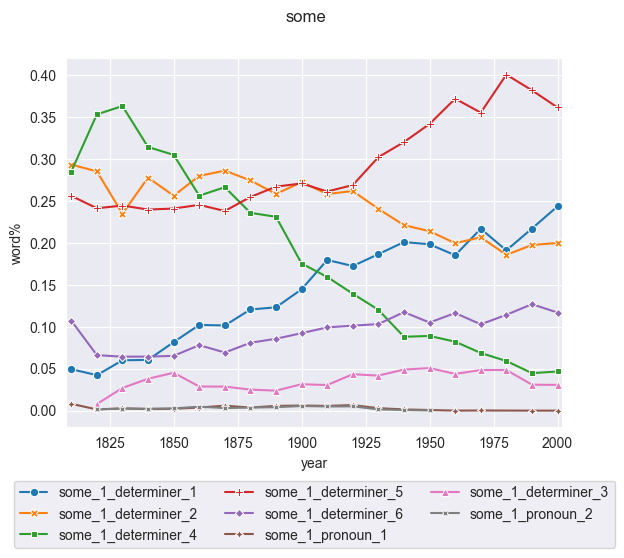 some
0.40
0.35
0.30
0.25
0.20
0.15
0.10
0.05
0.00
word%
1825 1850 1875 1900 1925 1950 1975 2000
year
some_1_determiner_1 some_1_determiner_5 some_1_determiner_3
some_1_determiner_2 some_1_determiner_6 some_1_pronoun_2
some_1_determiner_4 some_1_pronoun_1